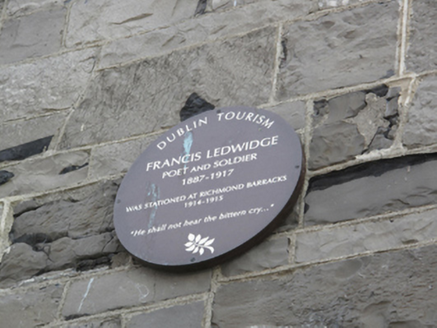 DUBLIN TOURISM
FRANCIS LEDWIDGE
POET AND SOLDIER
1887-1917
WAS STATIONED AT RICHMOND BARRACKS
1914-1915
"He shall not hear the bittern cry..."